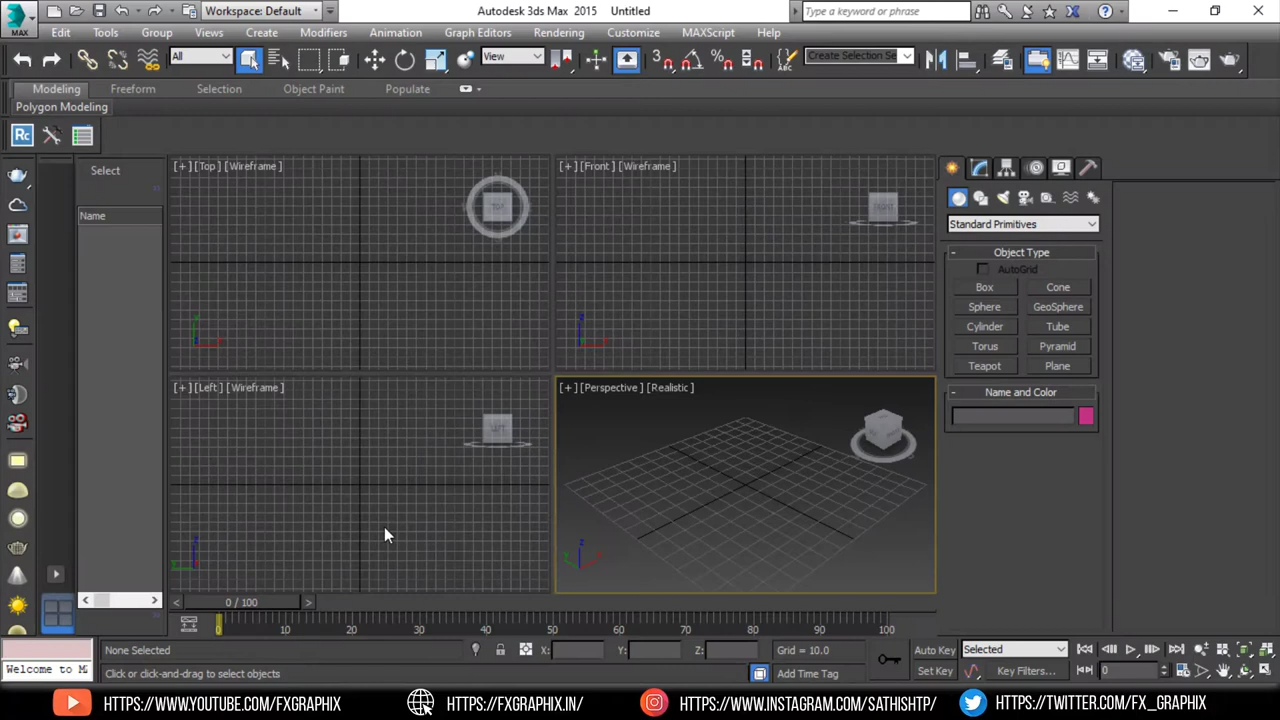 Workspace: Default
Autodesk 3ds Max 2015 Untitled
Type a keyword or phrase
MAX
Edit Tools Group Views Create Modifiers Animation Graph Editors Rendering Customize MAXScript Help
All
View
3
Create Selection Se
Modeling Freeform Selection Object Paint Populate
Polygon Modeling
Rc
Select
Name
[+] [Top] [Wireframe]
TOP
[+] [Front] [Wireframe]
FRONT
[+] [Left] [Wireframe]
LEFT
[+] [Perspective] [Realistic]
Standard Primitives
- Object Type
AutoGrid
Box Cone
Sphere GeoSphere
Cylinder Tube
Torus Pyramid
Teapot Plane
- Name and Color
< 0 / 100 >
0 10 20 30 40 50 60 70 80 90 100
None Selected
X: Y: Z: Grid = 10.0
Auto Key Selected
Welcome to M
Click or click-and-drag to select objects
Add Time Tag
Set Key Key Filters... 0
HTTPS://WWW.YOUTUBE.COM/FXGRAPHIX HTTPS://FXGRAPHIX.IN/ HTTPS://WWW.INSTAGRAM.COM/SATHISHTP/ HTTPS://TWITTER.COM/FX_GRAPHIX